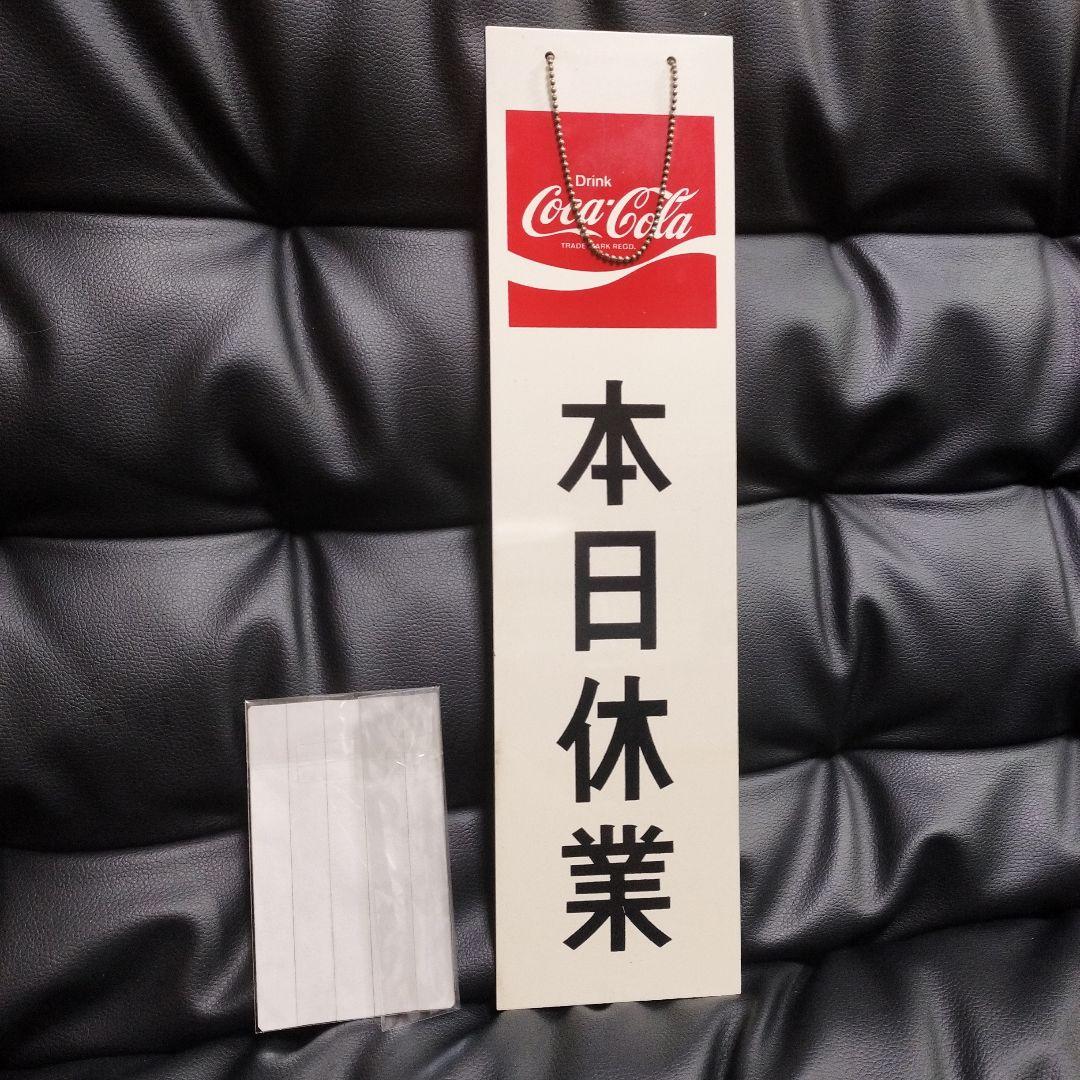 Drink
Coca-Cola
TRADE MARK REGD.
本日休業